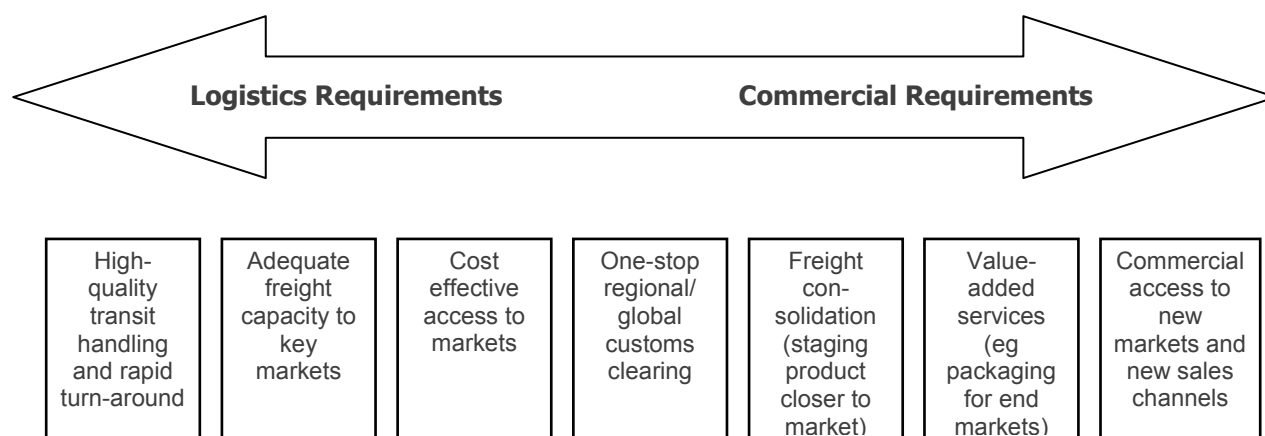 Logistics Requirements
Commercial Requirements
High-
quality
transit
handling
and rapid
turn-around
Adequate
freight
capacity to
key
markets
Cost
effective
access to
markets
One-stop
regional/
global
customs
clearing
Freight
con-
solidation
(staging
product
closer to
market)
Value-
added
services
(eg
packaging
for end
markets)
Commercial
access to
new
markets and
new sales
channels